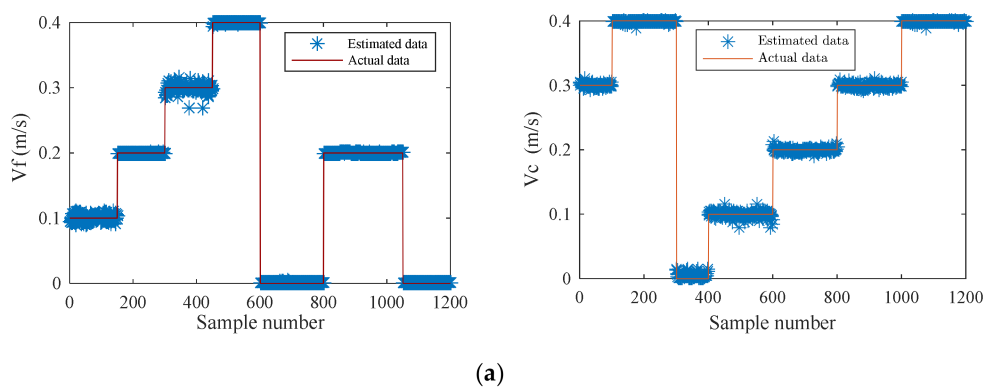 0.4
0.3
0.2
0.1
0
Vf (m/s)
Estimated data
Actual data
0 200 400 600 800 1000 1200
Sample number
0.4
0.3
0.2
0.1
0
Vc (m/s)
Estimated data
Actual data
0 200 400 600 800 1000 1200
Sample number
(a)